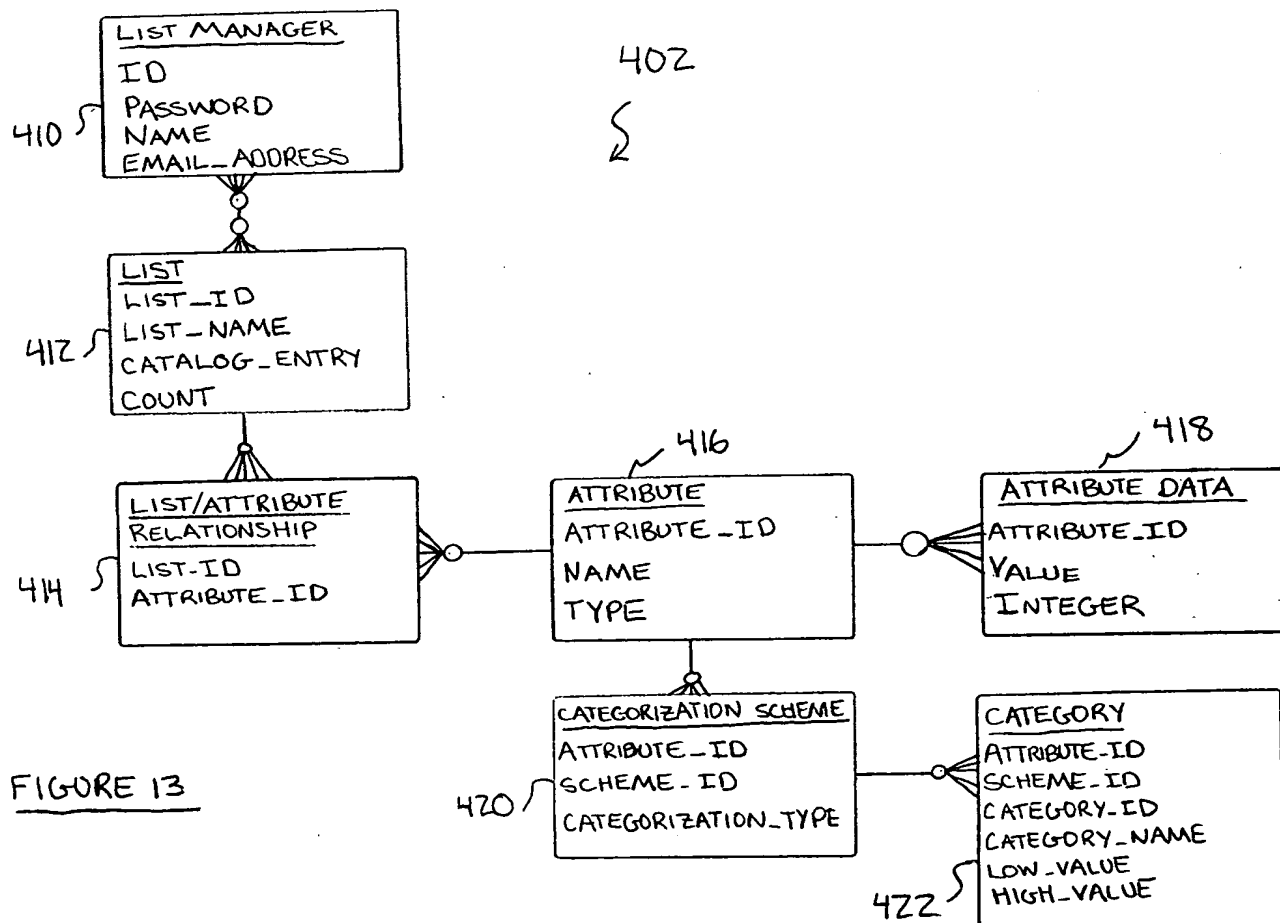 LIST MANAGER
ID
PASSWORD
NAME
EMAIL_ADDRESS
410
402
LIST
LIST_ID
LIST_NAME
CATALOG_ENTRY
COUNT
412
LIST/ATTRIBUTE
RELATIONSHIP
LIST-ID
ATTRIBUTE_ID
414
416
ATTRIBUTE
ATTRIBUTE_ID
NAME
TYPE
418
ATTRIBUTE DATA
ATTRIBUTE_ID
VALUE
INTEGER
CATEGORIZATION SCHEME
ATTRIBUTE_ID
SCHEME_ID
CATEGORIZATION_TYPE
420
CATEGORY
ATTRIBUTE-ID
SCHEME_ID
CATEGORY_ID
CATEGORY_NAME
LOW_VALUE
HIGH_VALUE
422
FIGURE 13